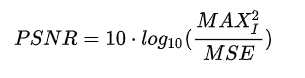 PSNR = 10 · log₁₀(MAX_I² / MSE)